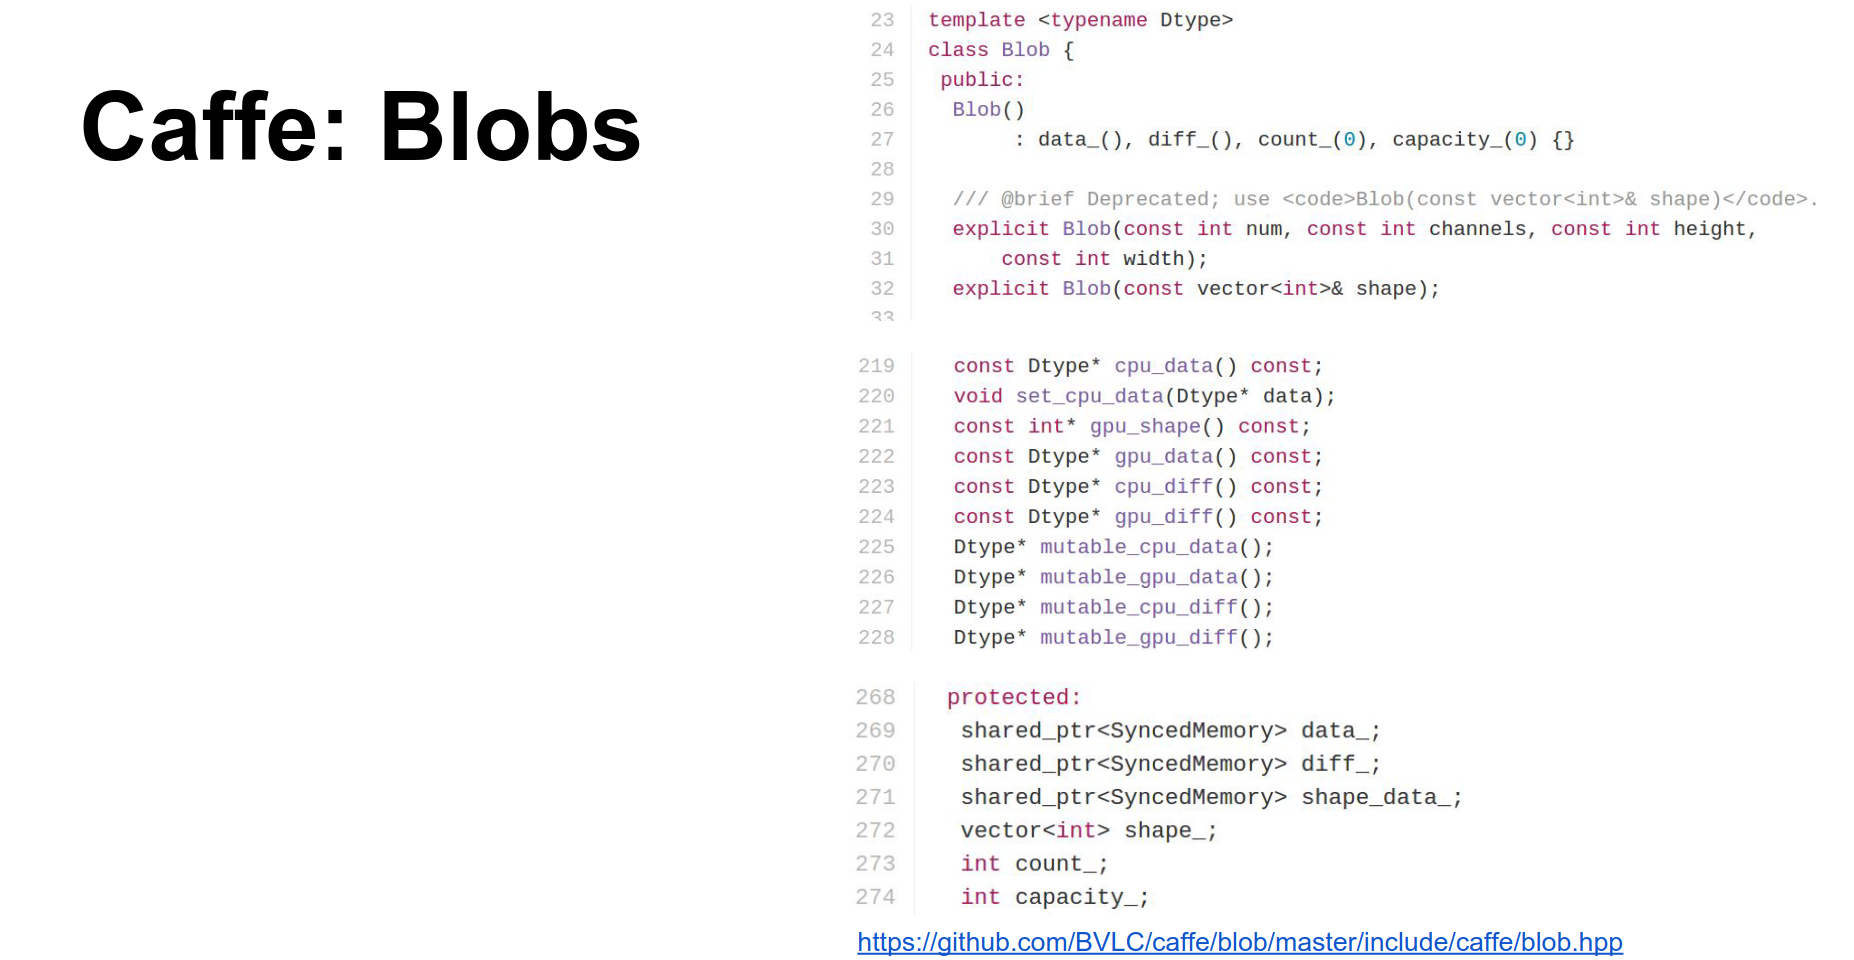 Caffe: Blobs
23 template <typename Dtype>
24 class Blob {
25  public:
26   Blob()
27        : data_(), diff_(), count_(0), capacity_(0) {}
28
29   /// @brief Deprecated; use <code>Blob(const vector<int>& shape)</code>.
30   explicit Blob(const int num, const int channels, const int height,
31       const int width);
32   explicit Blob(const vector<int>& shape);
33
219   const Dtype* cpu_data() const;
220   void set_cpu_data(Dtype* data);
221   const int* gpu_shape() const;
222   const Dtype* gpu_data() const;
223   const Dtype* cpu_diff() const;
224   const Dtype* gpu_diff() const;
225   Dtype* mutable_cpu_data();
226   Dtype* mutable_gpu_data();
227   Dtype* mutable_cpu_diff();
228   Dtype* mutable_gpu_diff();
268  protected:
269   shared_ptr<SyncedMemory> data_;
270   shared_ptr<SyncedMemory> diff_;
271   shared_ptr<SyncedMemory> shape_data_;
272   vector<int> shape_;
273   int count_;
274   int capacity_;
https://github.com/BVLC/caffe/blob/master/include/caffe/blob.hpp